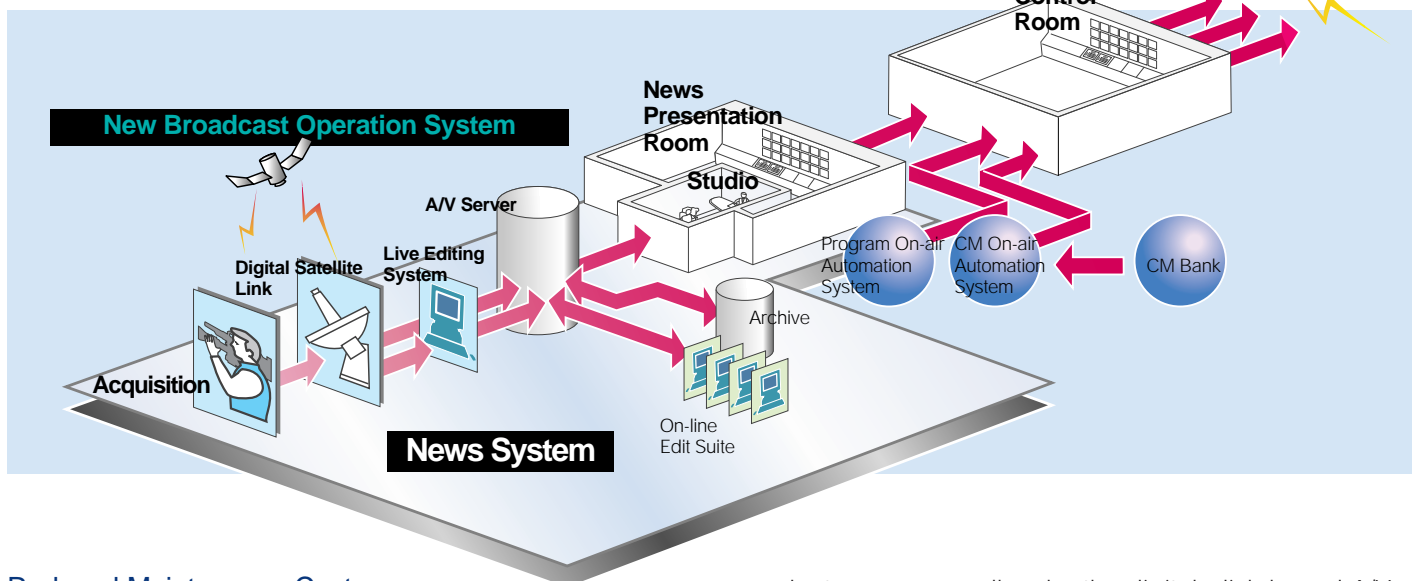 Room
News
Presentation
Room
New Broadcast Operation System
Studio
A/V Server
Live Editing
System
Digital Satellite
Link
Program On-air
Automation
System
CM On-air
Automation
System
CM Bank
Archive
Acquisition
On-line
Edit Suite
News System